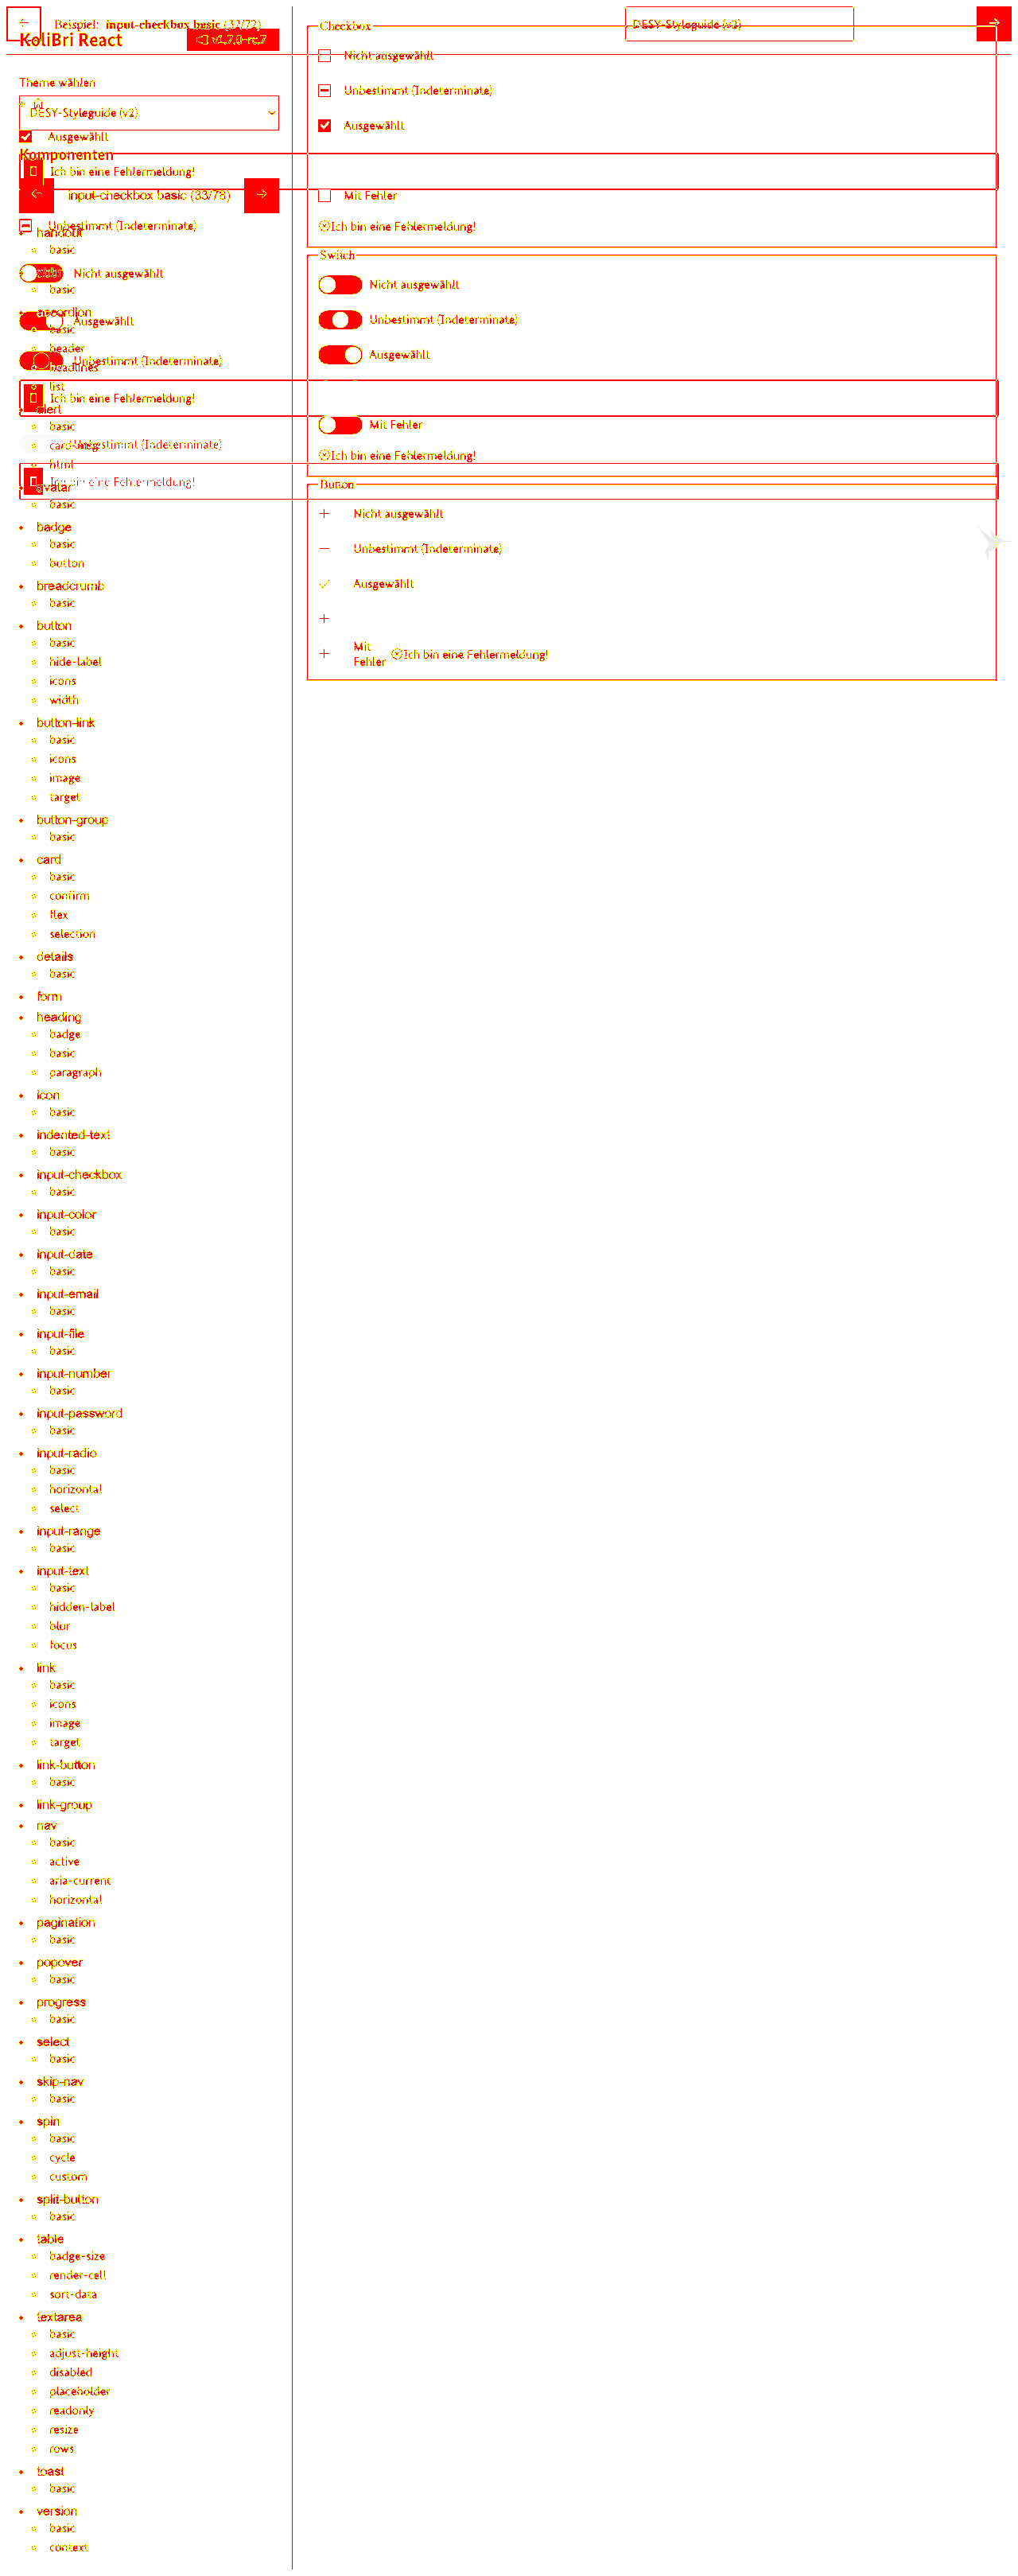 Beispiel: input-checkbox basic (33/72)
DESY-Styleguide (v2)
KoliBri React
v1.7.0-rc.7
Theme wählen
DESY-Styleguide (v2)
Ausgewählt
Komponenten
Ich bin eine Fehlermeldung!
input-checkbox basic (33/78)
Unbestimmt (Indeterminate)
handout
basic
Nicht ausgewählt
basic
accordion
Ausgewählt
basic
header
Unbestimmt (Indeterminate)
headlines
list
Ich bin eine Fehlermeldung!
alert
basic
card-msg
Unbestimmt (Indeterminate)
html
Ich bin eine Fehlermeldung!
avatar
basic
badge
basic
button
breadcrumb
basic
button
basic
hide-label
icons
width
button-link
basic
icons
image
target
button-group
basic
card
basic
confirm
flex
selection
details
basic
form
heading
badge
basic
paragraph
icon
basic
indented-text
basic
input-checkbox
basic
input-color
basic
input-date
basic
input-email
basic
input-file
basic
input-number
basic
input-password
basic
input-radio
basic
horizontal
select
input-range
basic
input-text
basic
hidden-label
blur
focus
link
basic
icons
image
target
link-button
basic
link-group
nav
basic
active
aria-current
horizontal
pagination
basic
popover
basic
progress
basic
select
basic
skip-nav
basic
spin
basic
cycle
custom
split-button
basic
table
badge-size
render-cell
sort-data
textarea
basic
adjust-height
disabled
placeholder
readonly
resize
rows
toast
basic
version
basic
context
Checkbox
Nicht ausgewählt
Unbestimmt (Indeterminate)
Ausgewählt
Mit Fehler
Ich bin eine Fehlermeldung!
Switch
Nicht ausgewählt
Unbestimmt (Indeterminate)
Ausgewählt
Mit Fehler
Ich bin eine Fehlermeldung!
Button
Nicht ausgewählt
Unbestimmt (Indeterminate)
Ausgewählt
Mit
Fehler
Ich bin eine Fehlermeldung!